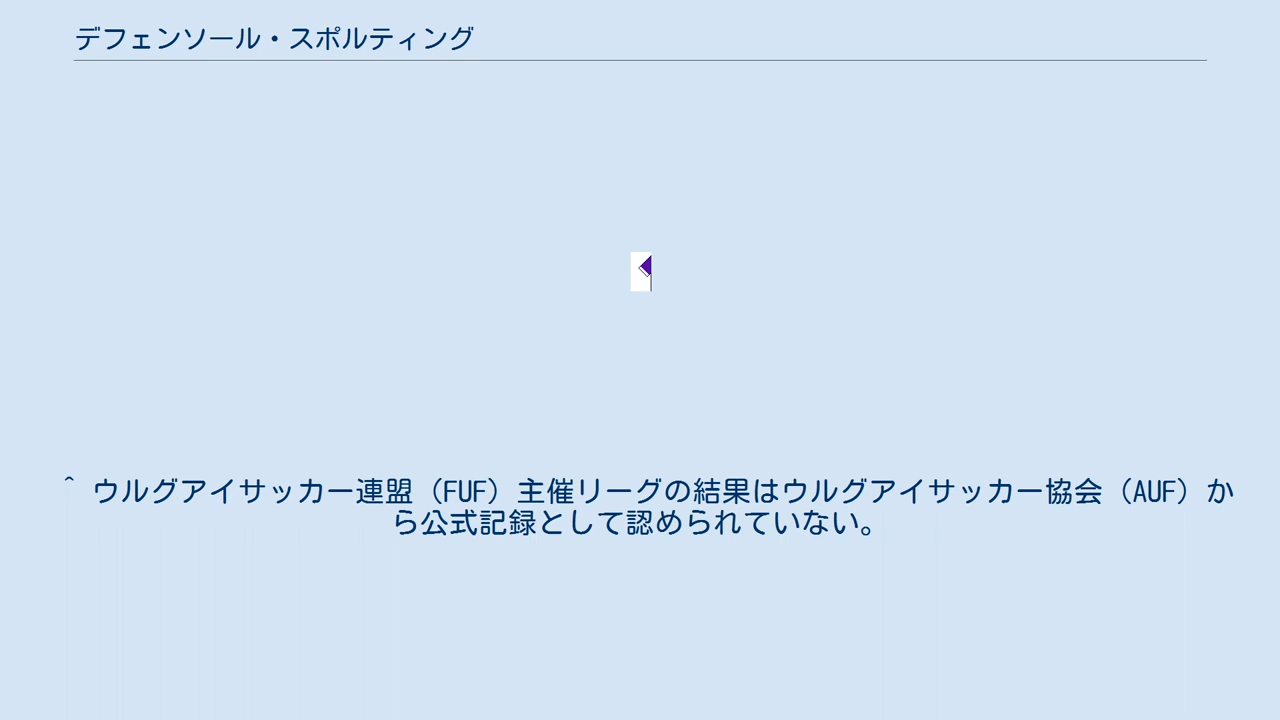 デフェンソール・スポルティング
^ ウルグアイサッカー連盟（FUF）主催リーグの結果はウルグアイサッカー協会（AUF）か
ら公式記録として認められていない。